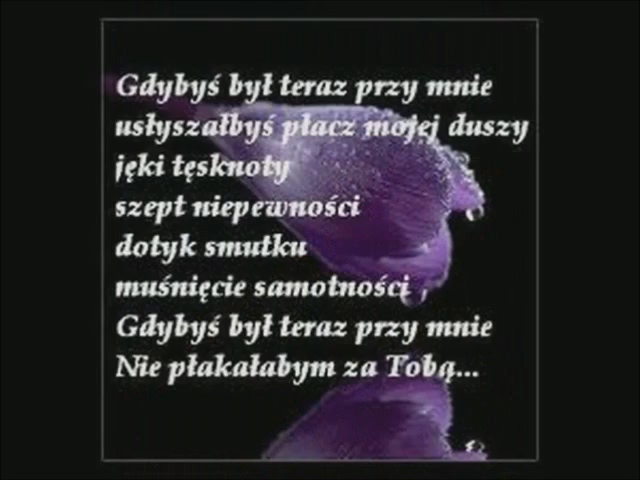 Gdybyś był teraz przy mnie
usłyszałbyś płacz mojej duszy
jęki tęsknoty
szept niepewności
dotyk smutku
muśnięcie samotności
Gdybyś był teraz przy mnie
Nie płakałabym za Tobą...